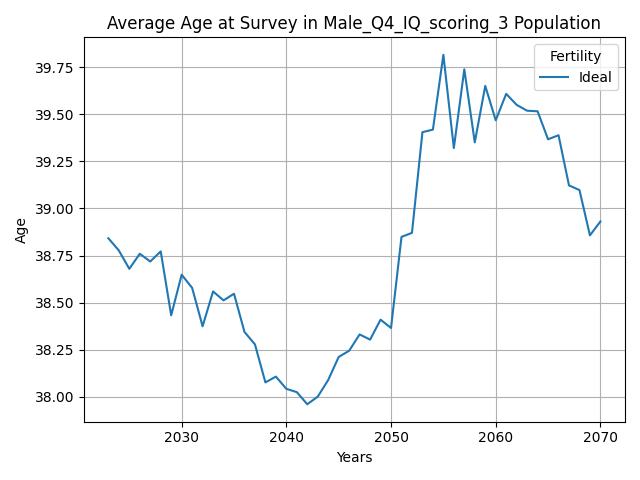 Average Age at Survey in Male_Q4_IQ_scoring_3 Population
Fertility
Ideal
39.75
39.50
39.25
39.00
38.75
38.50
38.25
38.00
Age
2030 2040 2050 2060 2070
Years